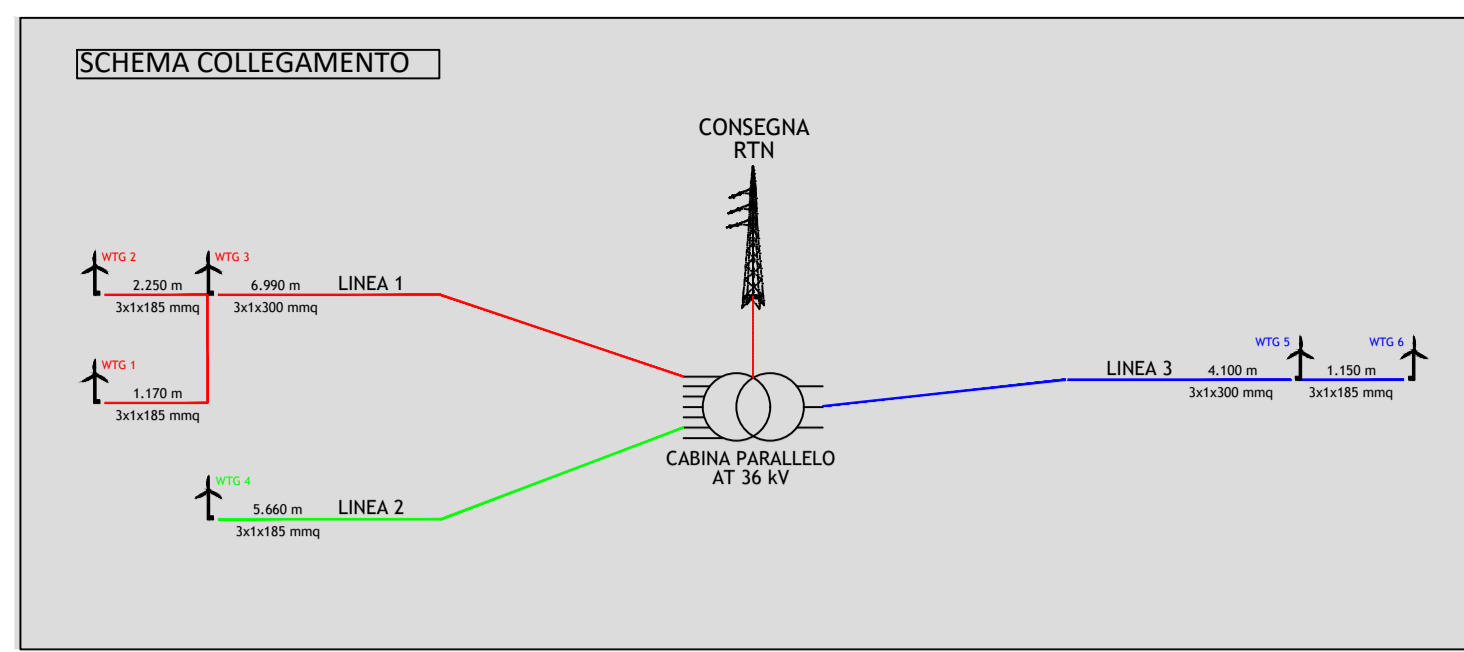 SCHEMA COLLEGAMENTO
CONSEGNA
RTN
WTG 2
WTG 3
2.250 m
6.990 m
LINEA 1
3x1x185 mmq
3x1x300 mmq
WTG 1
1.170 m
3x1x185 mmq
WTG 4
5.660 m
LINEA 2
3x1x185 mmq
CABINA PARALLELO
AT 36 kV
WTG 5
WTG 6
LINEA 3
4.100 m
1.150 m
3x1x300 mmq
3x1x185 mmq